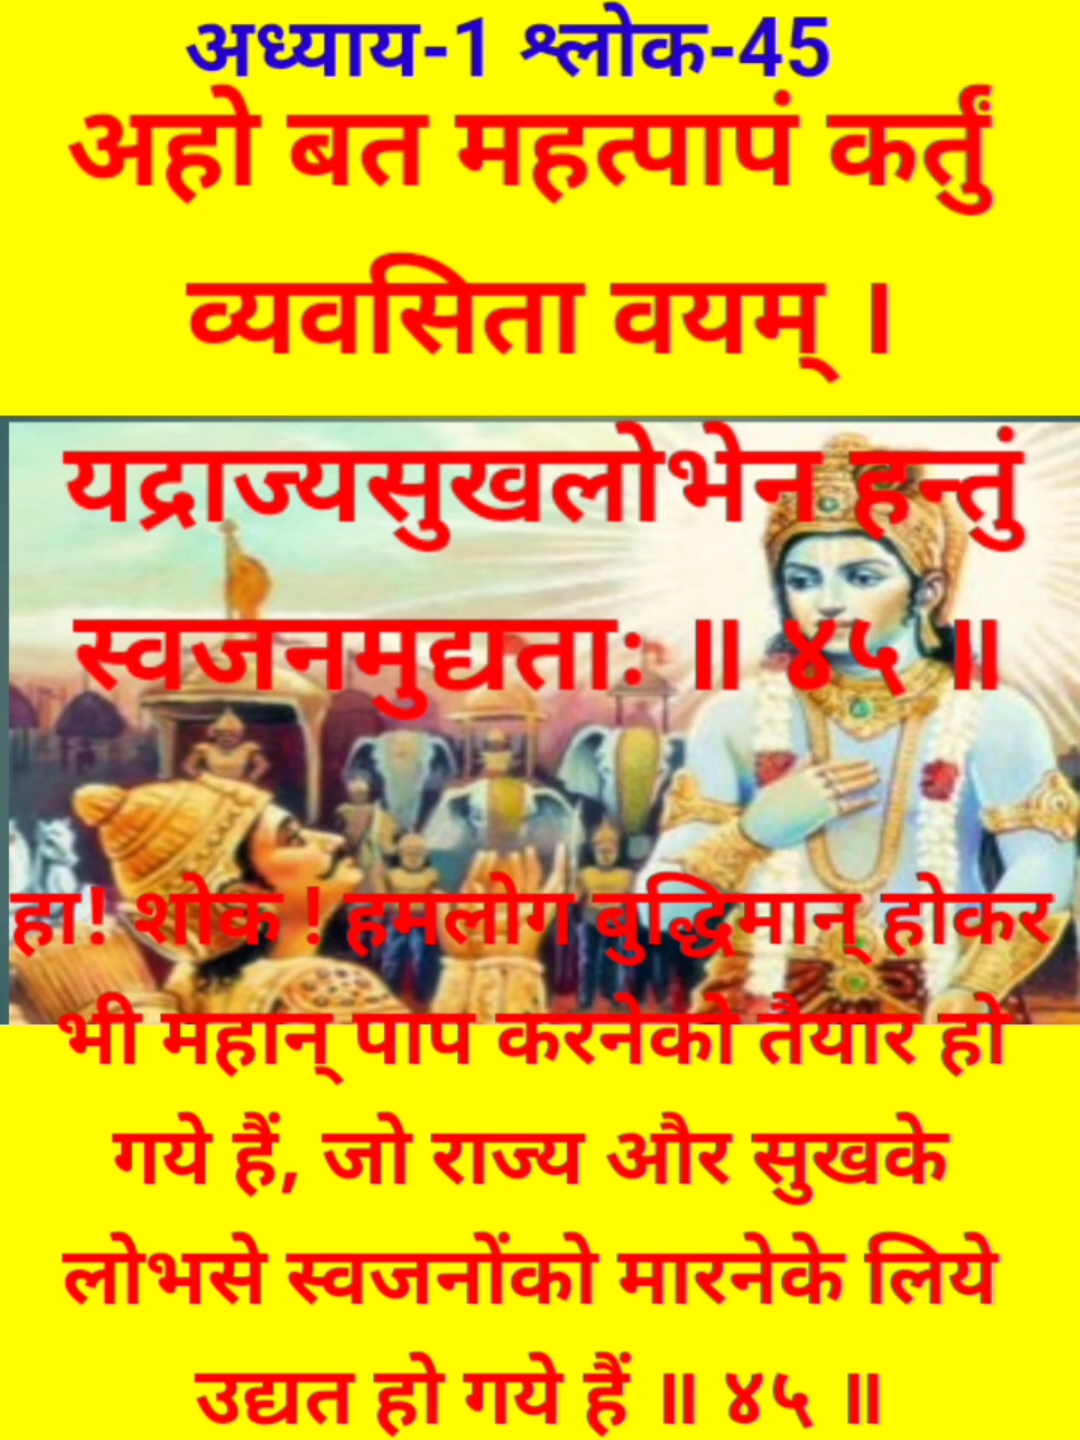 अध्याय-1 श्लोक-45
अहो बत महत्पापं कर्तुं
व्यवसिता वयम् ।
यद्राज्यसुखलोभेन हन्तुं
स्वजनमुद्यताः ॥ ४५ ॥
हा! शोक ! हमलोग बुद्धिमान् होकर
भी महान् पाप करनेको तैयार हो
गये हैं, जो राज्य और सुखके
लोभसे स्वजनोंको मारनेके लिये
उद्यत हो गये हैं ॥ ४५ ॥